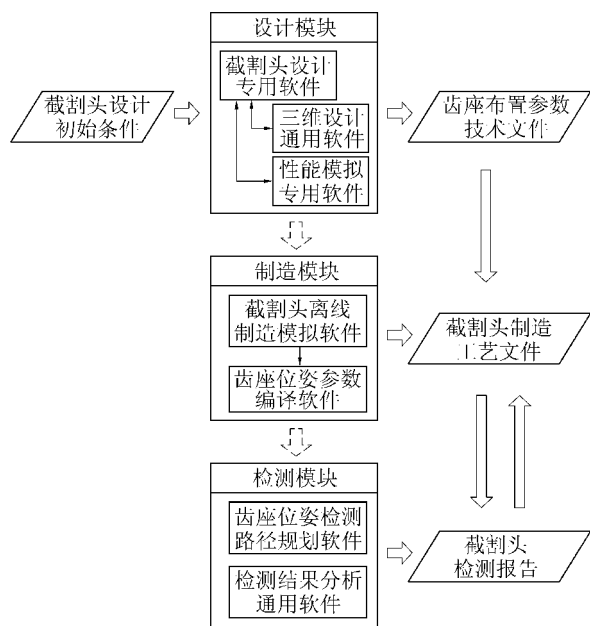 设计模块
截割头设计
专用软件
三维设计
通用软件
性能模拟
专用软件
截割头设计
初始条件
齿座布置参数
技术文件
制造模块
截割头离线
制造模拟软件
齿座位姿参数
编译软件
截割头制造
工艺文件
检测模块
齿座位姿检测
路径规划软件
检测结果分析
通用软件
截割头
检测报告